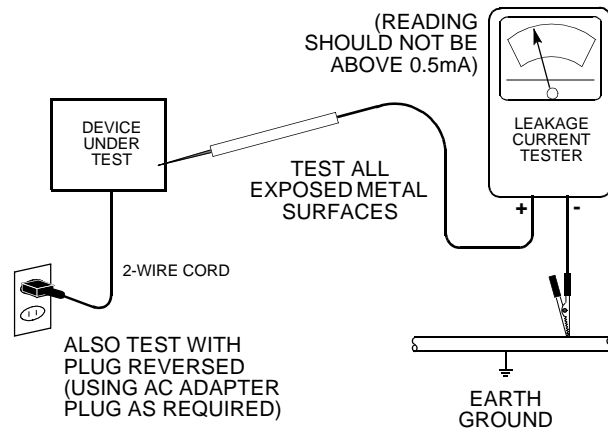 (READING
SHOULD NOT BE
ABOVE 0.5mA)
DEVICE
UNDER
TEST
LEAKAGE
CURRENT
TESTER
TEST ALL
EXPOSED METAL
SURFACES
+ -
2-WIRE CORD
ALSO TEST WITH
PLUG REVERSED
(USING AC ADAPTER
PLUG AS REQUIRED)
EARTH
GROUND